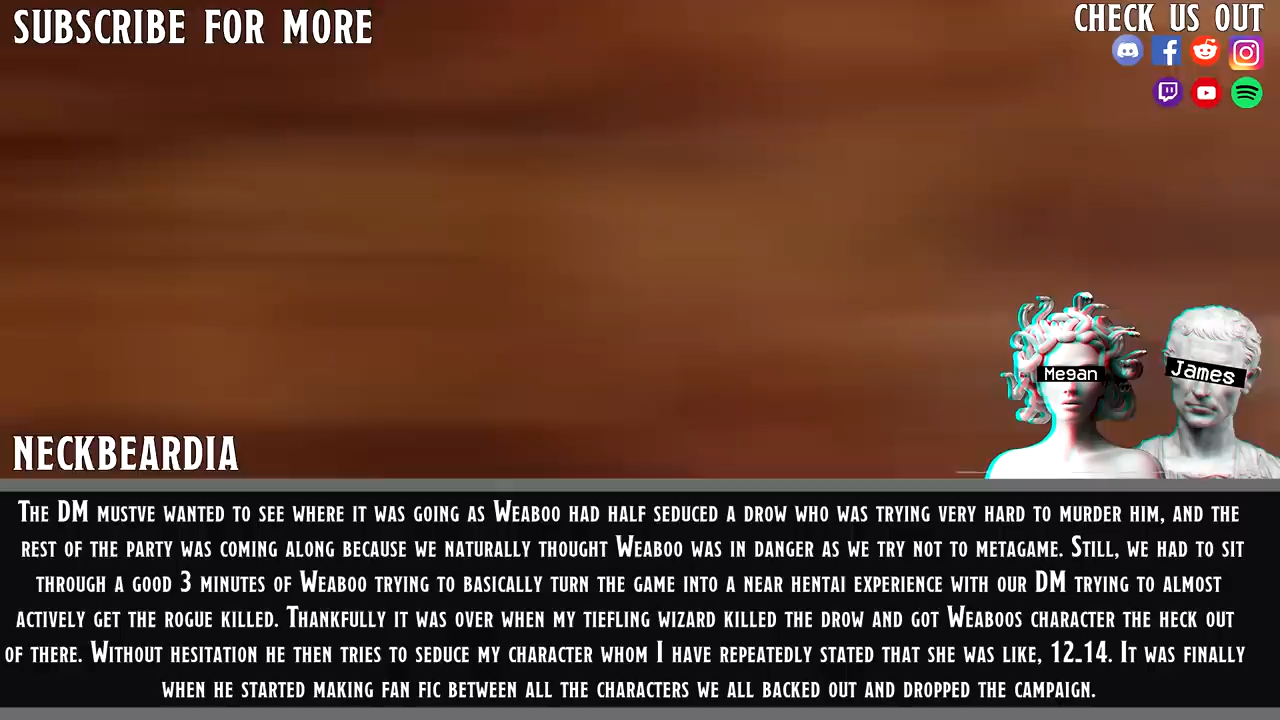 SUBSCRIBE FOR MORE
CHECK US OUT
Megan
James
NECKBEARDIA
The DM mustve wanted to see where it was going as Weaboo had half seduced a drow who was trying very hard to murder him, and the
rest of the party was coming along because we naturally thought Weaboo was in danger as we try not to metagame. Still, we had to sit
through a good 3 minutes of Weaboo trying to basically turn the game into a near hentai experience with our DM trying to almost
actively get the rogue killed. Thankfully it was over when my tiefling wizard killed the drow and got Weaboos character the heck out
of there. Without hesitation he then tries to seduce my character whom I have repeatedly stated that she was like, 12_14. It was finally
when he started making fan fic between all the characters we all backed out and dropped the campaign.